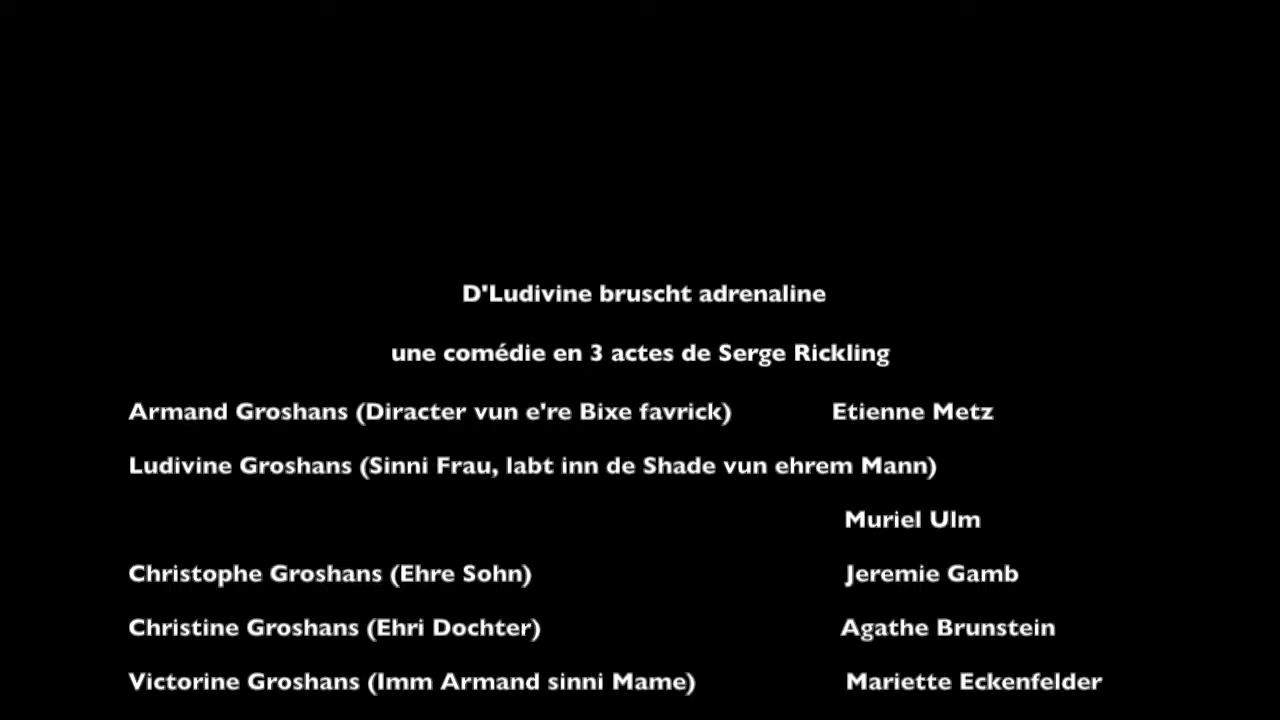 D'Ludivine bruscht adrenaline
une comédie en 3 actes de Serge Rickling
Armand Groshans (Diracter vun e're Bixe favrick) Etienne Metz
Ludivine Groshans (Sinni Frau, labt inn de Shade vun ehrem Mann)
Muriel Ulm
Christophe Groshans (Ehre Sohn) Jeremie Gamb
Christine Groshans (Ehri Dochter) Agathe Brunstein
Victorine Groshans (Imm Armand sinni Mame) Mariette Eckenfelder